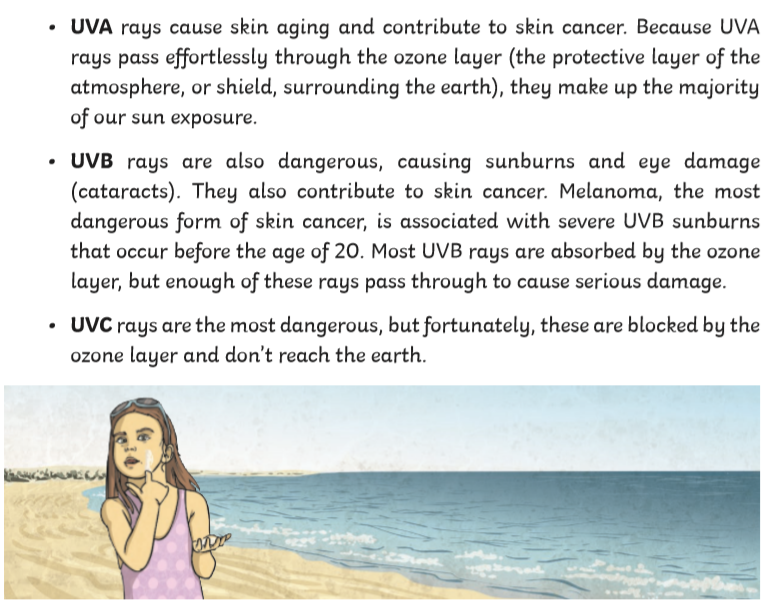 • UVA rays cause skin aging and contribute to skin cancer. Because UVA
rays pass effortlessly through the ozone layer (the protective layer of the
atmosphere, or shield, surrounding the earth), they make up the majority
of our sun exposure.
• UVB rays are also dangerous, causing sunburns and eye damage
(cataracts). They also contribute to skin cancer. Melanoma, the most
dangerous form of skin cancer, is associated with severe UVB sunburns
that occur before the age of 20. Most UVB rays are absorbed by the ozone
layer, but enough of these rays pass through to cause serious damage.
• UVC rays are the most dangerous, but fortunately, these are blocked by the
ozone layer and don't reach the earth.